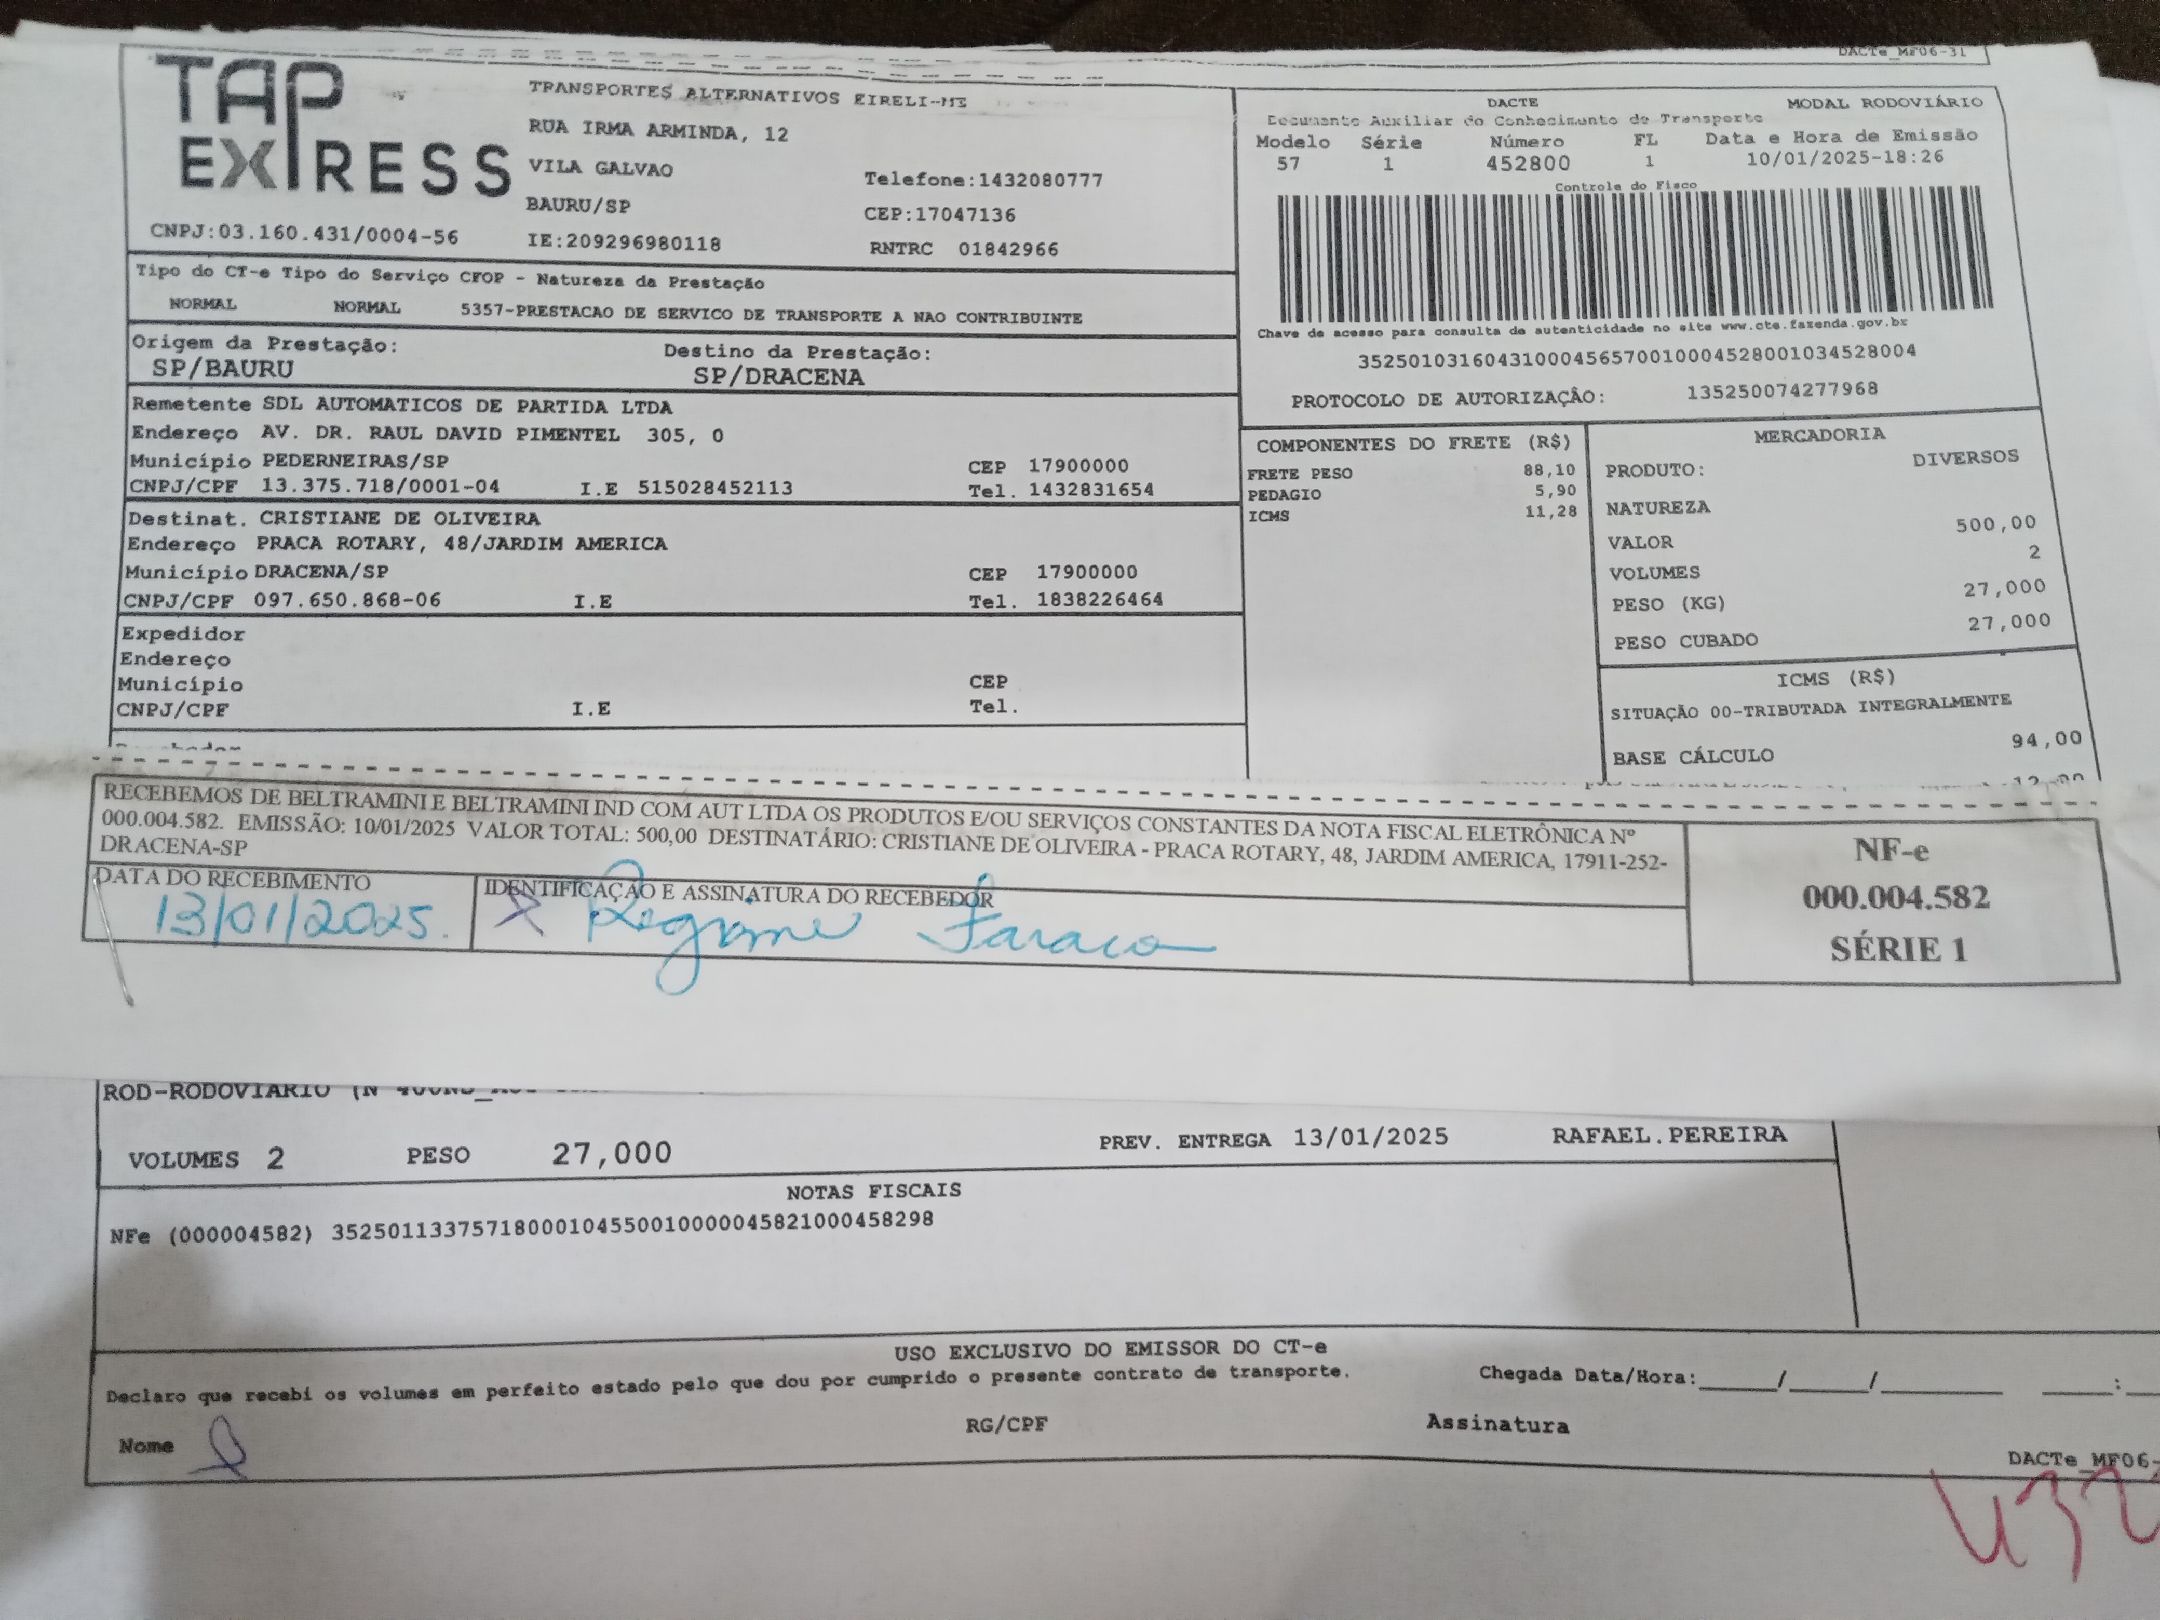 DACTe_MF06-31
TAP EXPRESS
TRANSPORTES ALTERNATIVOS EIRELI-ME
RUA IRMA ARMINDA, 12
VILA GALVAO Telefone:1432080777
BAURU/SP CEP:17047136
CNPJ:03.160.431/0004-56 IE:209296980118 RNTRC 01842966
DACTE MODAL RODOVIÁRIO
Documento Auxiliar do Conhecimento de Transporte
Modelo Série Número FL Data e Hora de Emissão
57 1 452800 1 10/01/2025-18:26
Controle do Fisco
Chave de acesso para consulta de autenticidade no site www.cte.fazenda.gov.br
35250103160431000456570010004528001034528004
PROTOCOLO DE AUTORIZAÇÂO: 135250074277968
Tipo do CT-e Tipo do Serviço CFOP - Natureza da Prestação
NORMAL NORMAL 5357-PRESTACAO DE SERVICO DE TRANSPORTE A NAO CONTRIBUINTE
Origem da Prestação: Destino da Prestação:
SP/BAURU SP/DRACENA
Remetente SDL AUTOMATICOS DE PARTIDA LTDA
Endereço AV. DR. RAUL DAVID PIMENTEL 305, 0
Município PEDERNEIRAS/SP CEP 17900000
CNPJ/CPF 13.375.718/0001-04 I.E 515028452113 Tel. 1432831654
Destinat. CRISTIANE DE OLIVEIRA
Endereço PRACA ROTARY, 48/JARDIM AMERICA
Município DRACENA/SP CEP 17900000
CNPJ/CPF 097.650.868-06 I.E Tel. 1838226464
Expedidor
Endereço
Município CEP
CNPJ/CPF I.E Tel.
COMPONENTES DO FRETE (R$)
FRETE PESO 88,10
PEDAGIO 5,90
ICMS 11,28
MERCADORIA
PRODUTO: DIVERSOS
NATUREZA
VALOR 500,00
VOLUMES 2
PESO (KG) 27,000
PESO CUBADO 27,000
ICMS (R$)
SITUAÇÃO 00-TRIBUTADA INTEGRALMENTE
BASE CÁLCULO 94,00
RECEBEMOS DE BELTRAMINI E BELTRAMINI IND COM AUT LTDA OS PRODUTOS E/OU SERVIÇOS CONSTANTES DA NOTA FISCAL ELETRÔNICA Nº
000.004.582. EMISSÃO: 10/01/2025 VALOR TOTAL: 500,00 DESTINATÁRIO: CRISTIANE DE OLIVEIRA - PRACA ROTARY, 48, JARDIM AMERICA, 17911-252-
DRACENA-SP
DATA DO RECEBIMENTO IDENTIFICAÇÃO E ASSINATURA DO RECEBEDOR
13/01/2025.
NF-e
000.004.582
SÉRIE 1
ROD-RODOVIARIO
VOLUMES 2 PESO 27,000 PREV. ENTREGA 13/01/2025 RAFAEL.PEREIRA
NOTAS FISCAIS
NFe (000004582) 35250113375718000104550010000045821000458298
USO EXCLUSIVO DO EMISSOR DO CT-e
Declaro que recebi os volumes em perfeito estado pelo que dou por cumprido o presente contrato de transporte. Chegada Data/Hora:_____/_____/________ _____:
Nome RG/CPF Assinatura
DACTe_MF06-